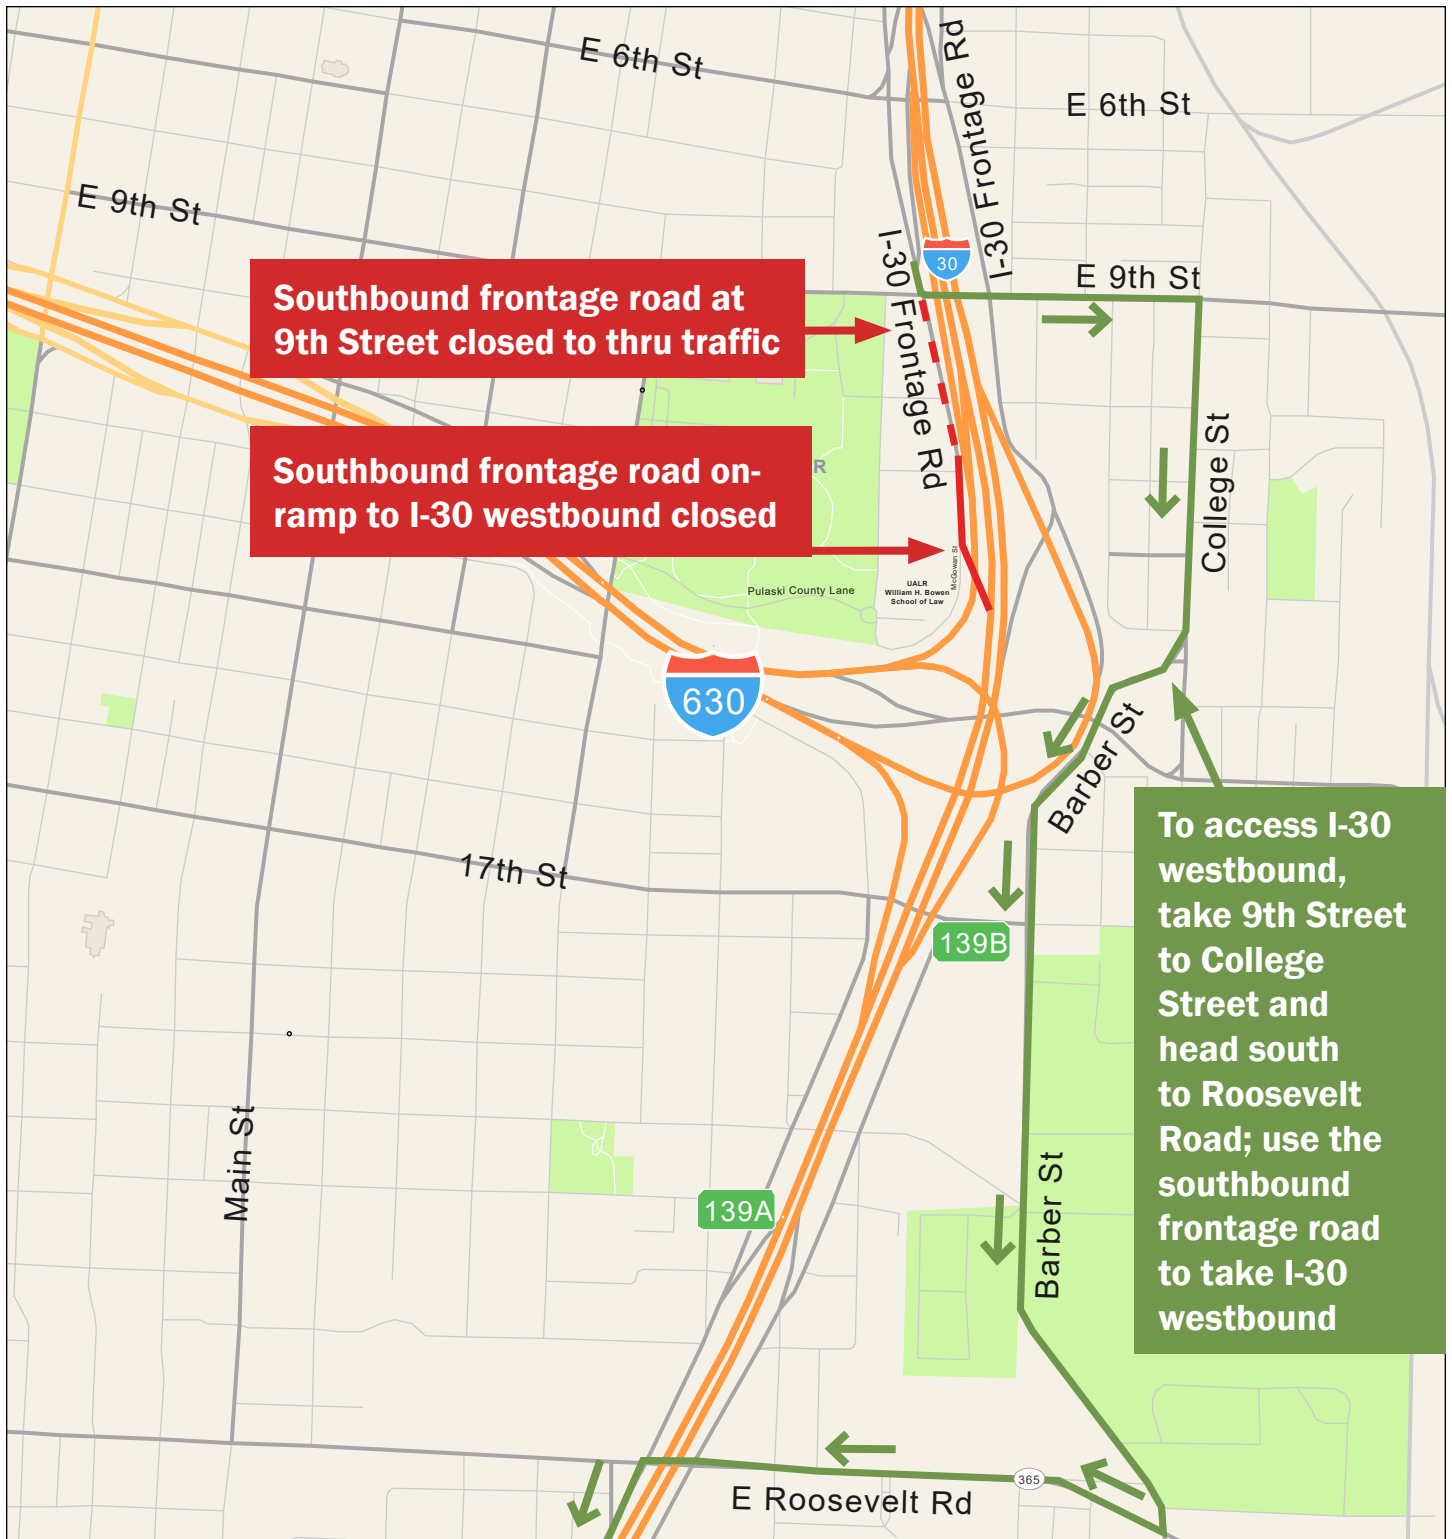 E 6th St
I-30 Frontage Rd
E 6th St
E 9th St
I-30 Frontage Rd
30
E 9th St
Southbound frontage road at
9th Street closed to thru traffic
Southbound frontage road on-
ramp to I-30 westbound closed
R
College St
McGowan St
UALR
William H. Bowen
School of Law
Pulaski County Lane
630
Barber St
To access I-30
westbound,
take 9th Street
to College
Street and
head south
to Roosevelt
Road; use the
southbound
frontage road
to take I-30
westbound
17th St
139B
Main St
139A
Barber St
365
E Roosevelt Rd